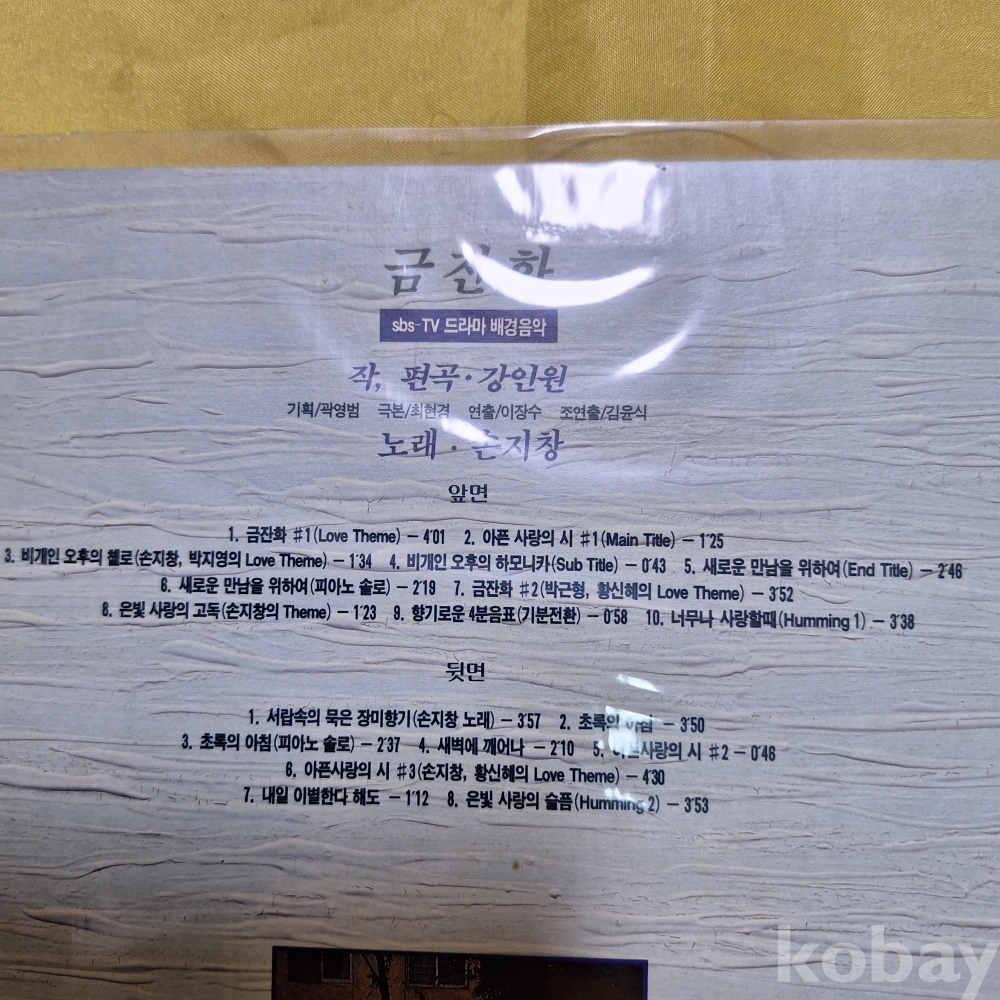 금잔화
sbs-TV 드라마 배경음악
작, 편곡·강인원
기획/곽영범 극본/최현경 연출/이장수 조연출/김윤식
노래·손지창
앞면
1. 금잔화 #1(Love Theme) – 4'01 2. 아픈 사랑의 시 #1(Main Title) – 1'25
3. 비개인 오후의 첼로(손지창, 박지영의 Love Theme) – 1'34 4. 비개인 오후의 하모니카(Sub Title) – 0'43 5. 새로운 만남을 위하여(End Title) – 2'46
6. 새로운 만남을 위하여(피아노 솔로) – 2'19 7. 금잔화 #2(박근형, 황신혜의 Love Theme) – 3'52
8. 은빛 사랑의 고독(손지창의 Theme) – 1'23 9. 향기로운 4분음표(기분전환) – 0'58 10. 너무나 사랑할때(Humming 1) – 3'38
뒷면
1. 서랍속의 묵은 장미향기(손지창 노래) – 3'57 2. 초록의 아침 – 3'50
3. 초록의 아침(피아노 솔로) – 2'37 4. 새벽에 깨어나 – 2'10 5. 아픈사랑의 시 #2 – 0'46
6. 아픈사랑의 시 #3(손지창, 황신혜의 Love Theme) – 4'30
7. 내일 이별한다 해도 – 1'12 8. 은빛 사랑의 슬픔(Humming 2) – 3'53
kobay